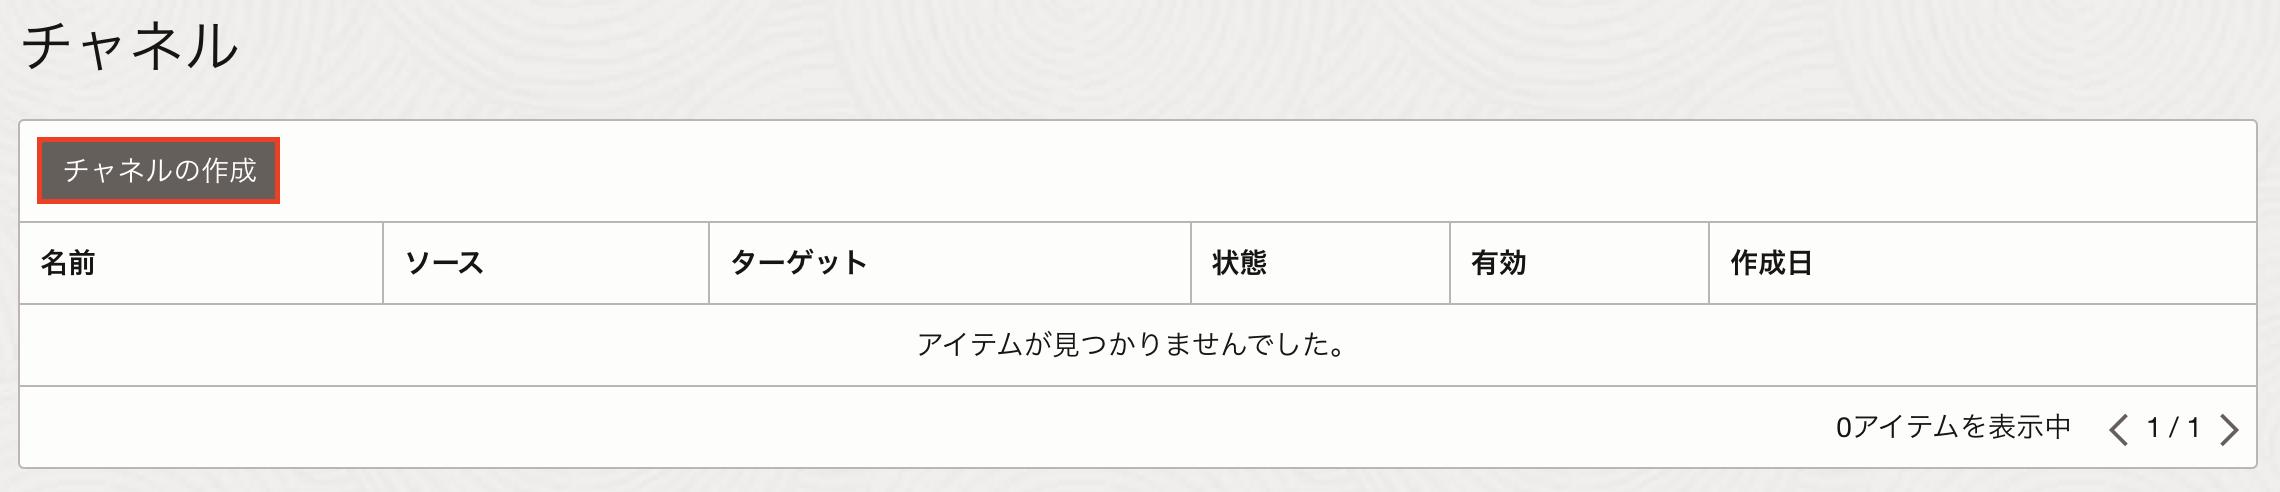 チャネル
チャネルの作成
名前 ソース ターゲット 状態 有効 作成日
アイテムが見つかりませんでした。
0アイテムを表示中 1 / 1